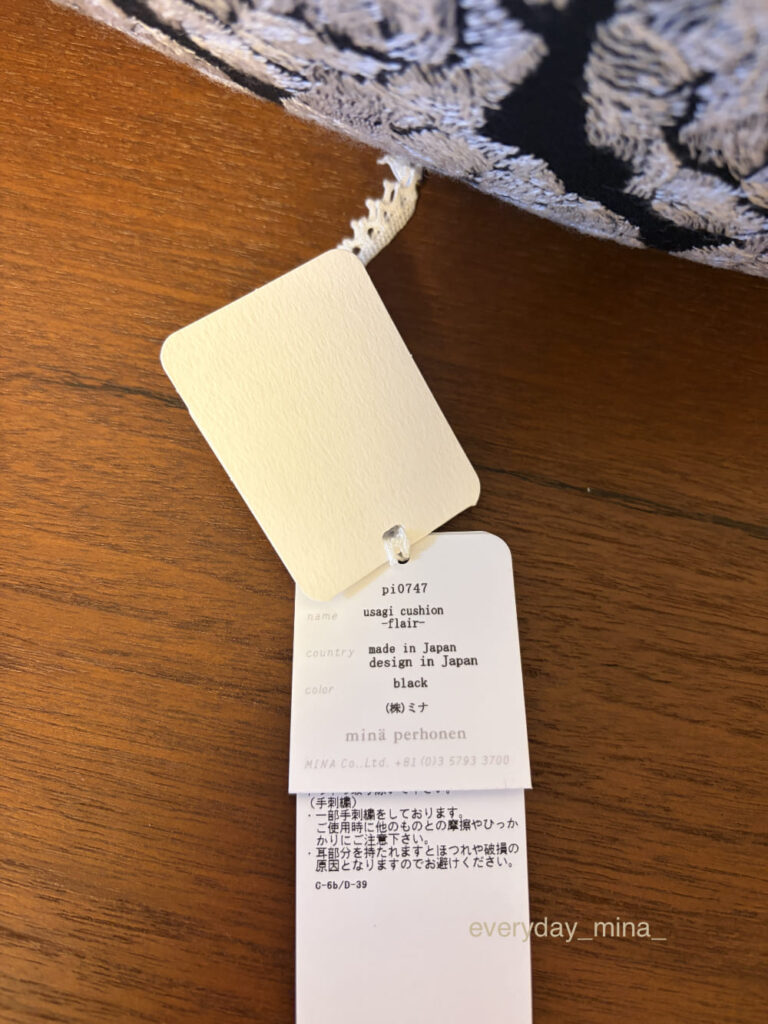 pi0747
name usagi cushion
-flair-
country made in Japan
design in Japan
color black
(株)ミナ
minä perhonen
MINA Co.,Ltd. +81(0)3 5793 3700
(手刺繍)
・一部手刺繍をしております。
ご使用時に他のものとの摩擦やひっか
かりにご注意下さい。
・耳部分を持たれますとほつれや破損の
原因となりますのでお避けください。
C-6b/D-39
everyday_mina_